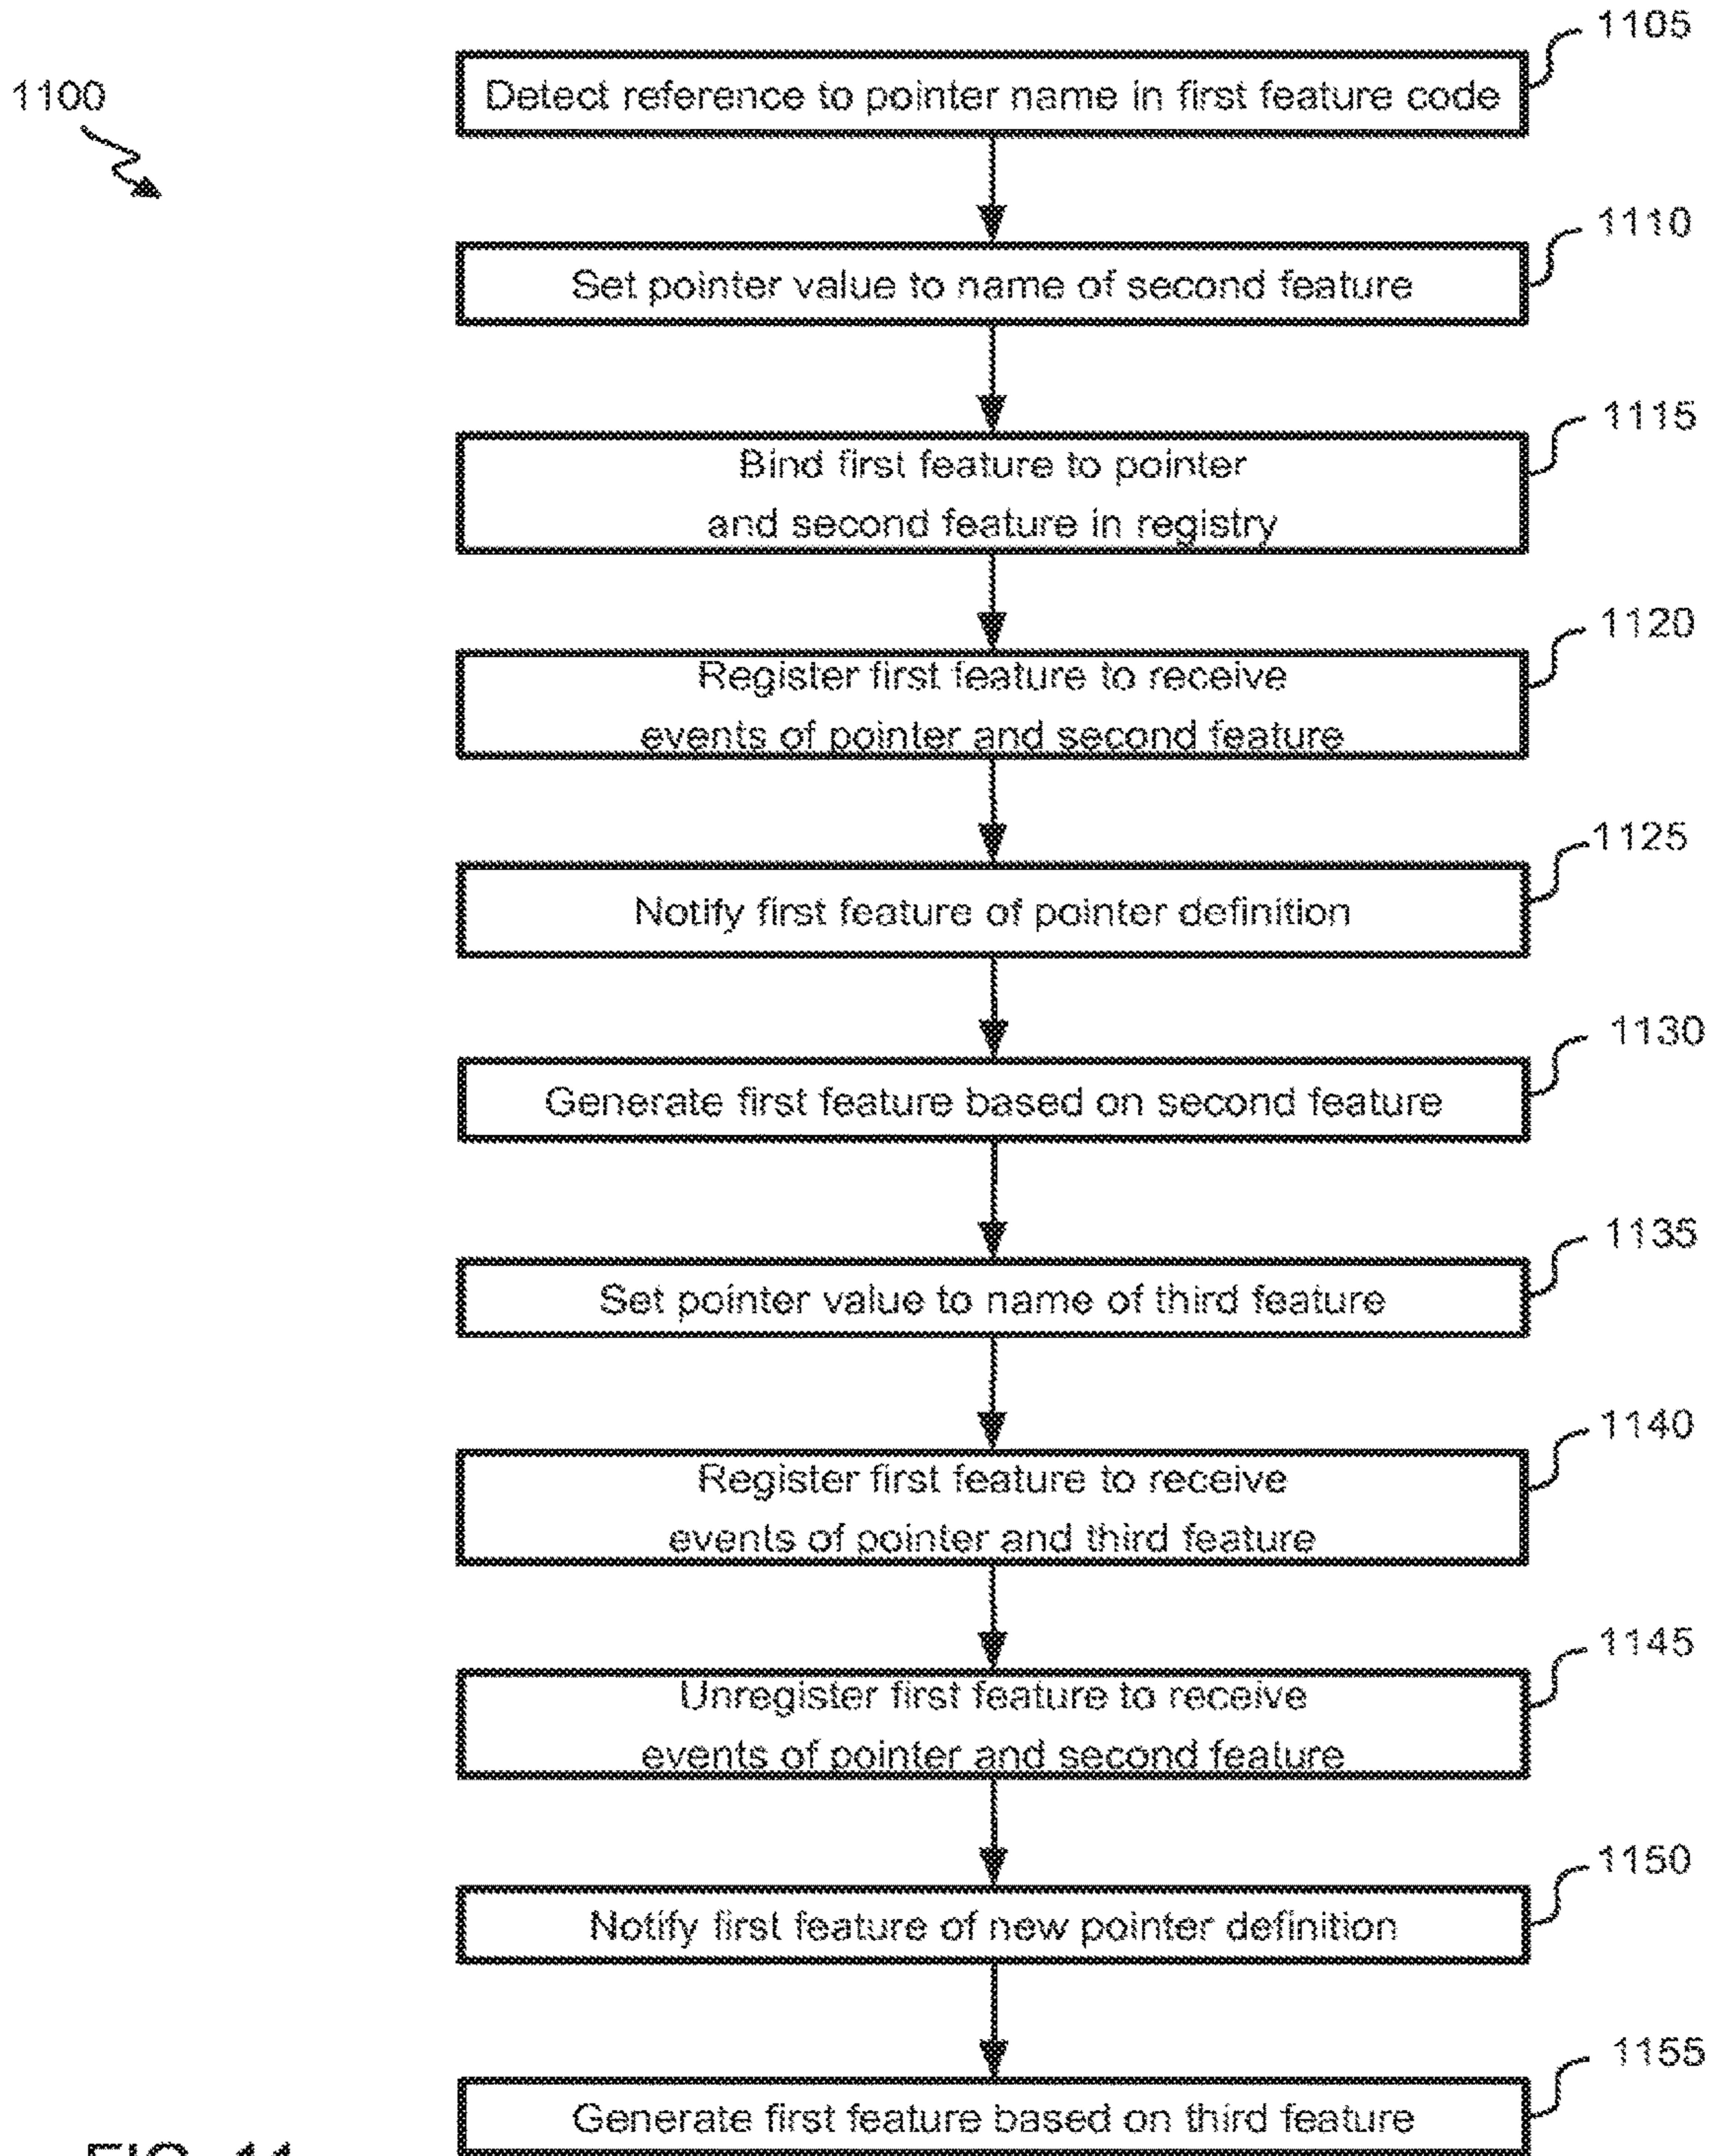 1100
1105
Detect reference to pointer name in first feature code
1110
Set pointer value to name of second feature
1115
Bind first feature to pointer
and second feature in registry
1120
Register first feature to receive
events of pointer and second feature
1125
Notify first feature of pointer definition
1130
Generate first feature based on second feature
1135
Set pointer value to name of third feature
1140
Register first feature to receive
events of pointer and third feature
1145
Unregister first feature to receive
events of pointer and second feature
1150
Notify first feature of new pointer definition
1155
Generate first feature based on third feature
FIG. 11